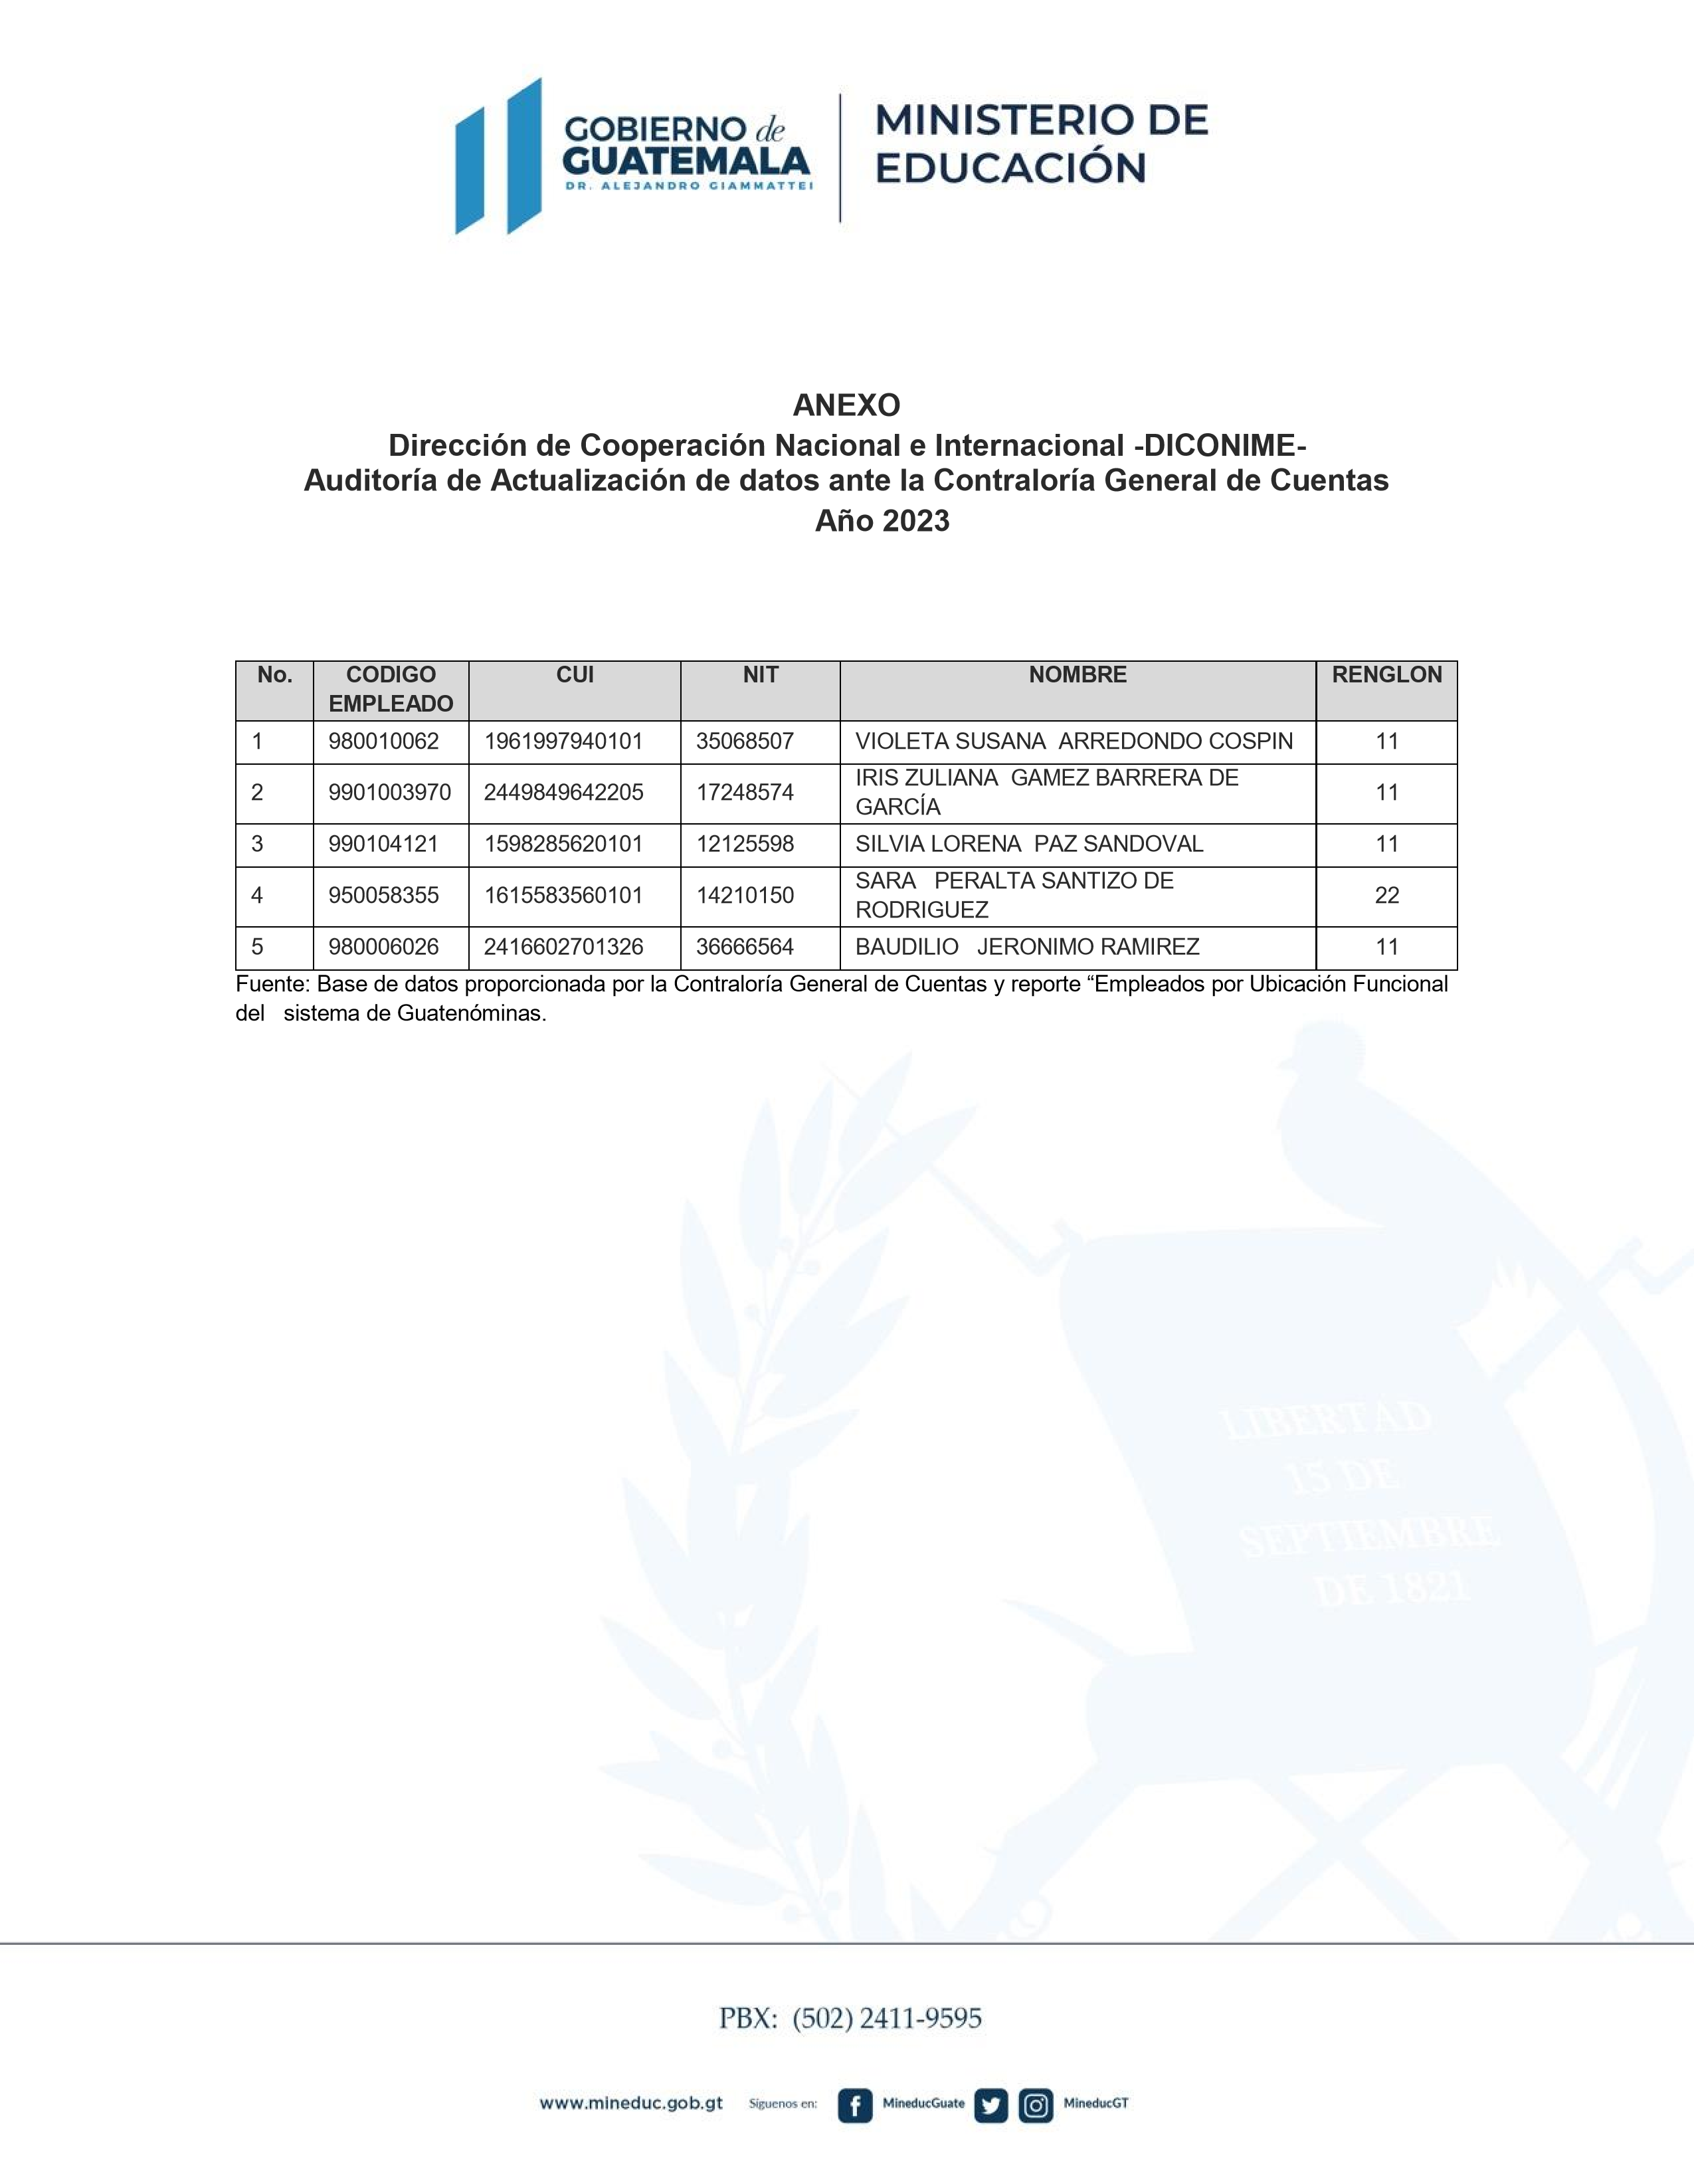 GOBIERNO de
GUATEMALA
DR. ALEJANDRO GIAMMATTEI
MINISTERIO DE
EDUCACIÓN
ANEXO
Dirección de Cooperación Nacional e Internacional -DICONIME-
Auditoría de Actualización de datos ante la Contraloría General de Cuentas
Año 2023
No. CODIGO EMPLEADO CUI NIT NOMBRE RENGLON
1 980010062 1961997940101 35068507 VIOLETA SUSANA ARREDONDO COSPIN 11
2 9901003970 2449849642205 17248574 IRIS ZULIANA GAMEZ BARRERA DE GARCÍA 11
3 990104121 1598285620101 12125598 SILVIA LORENA PAZ SANDOVAL 11
4 950058355 1615583560101 14210150 SARA PERALTA SANTIZO DE RODRIGUEZ 22
5 980006026 2416602701326 36666564 BAUDILIO JERONIMO RAMIREZ 11
Fuente: Base de datos proporcionada por la Contraloría General de Cuentas y reporte “Empleados por Ubicación Funcional
del sistema de Guatenóminas.
LIBERTAD
15 DE
SEPTIEMBRE
DE 1821
PBX: (502) 2411-9595
www.mineduc.gob.gt Síguenos en: MineducGuate MineducGT